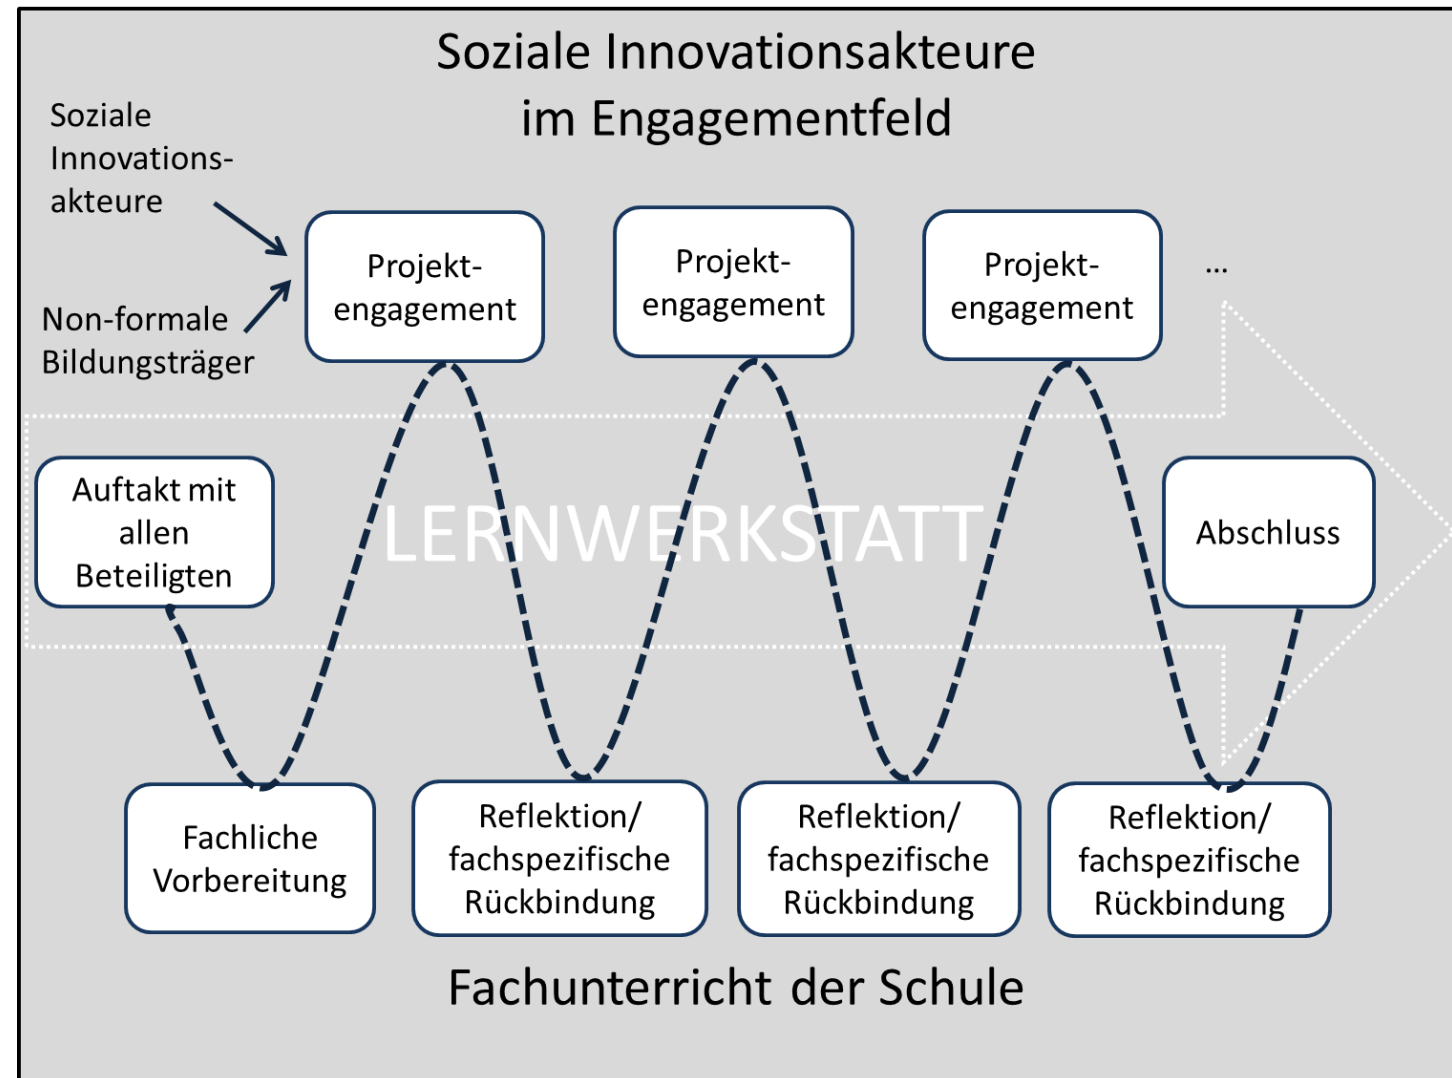 Soziale Innovationsakteure
im Engagementfeld
Soziale
Innovations-
akteure
Non-formale
Bildungsträger
Projekt-
engagement
Projekt-
engagement
Projekt-
engagement
...
Auftakt mit
allen
Beteiligten
LERNWERKSTATT
Abschluss
Fachliche
Vorbereitung
Reflektion/
fachspezifische
Rückbindung
Reflektion/
fachspezifische
Rückbindung
Reflektion/
fachspezifische
Rückbindung
Fachunterricht der Schule